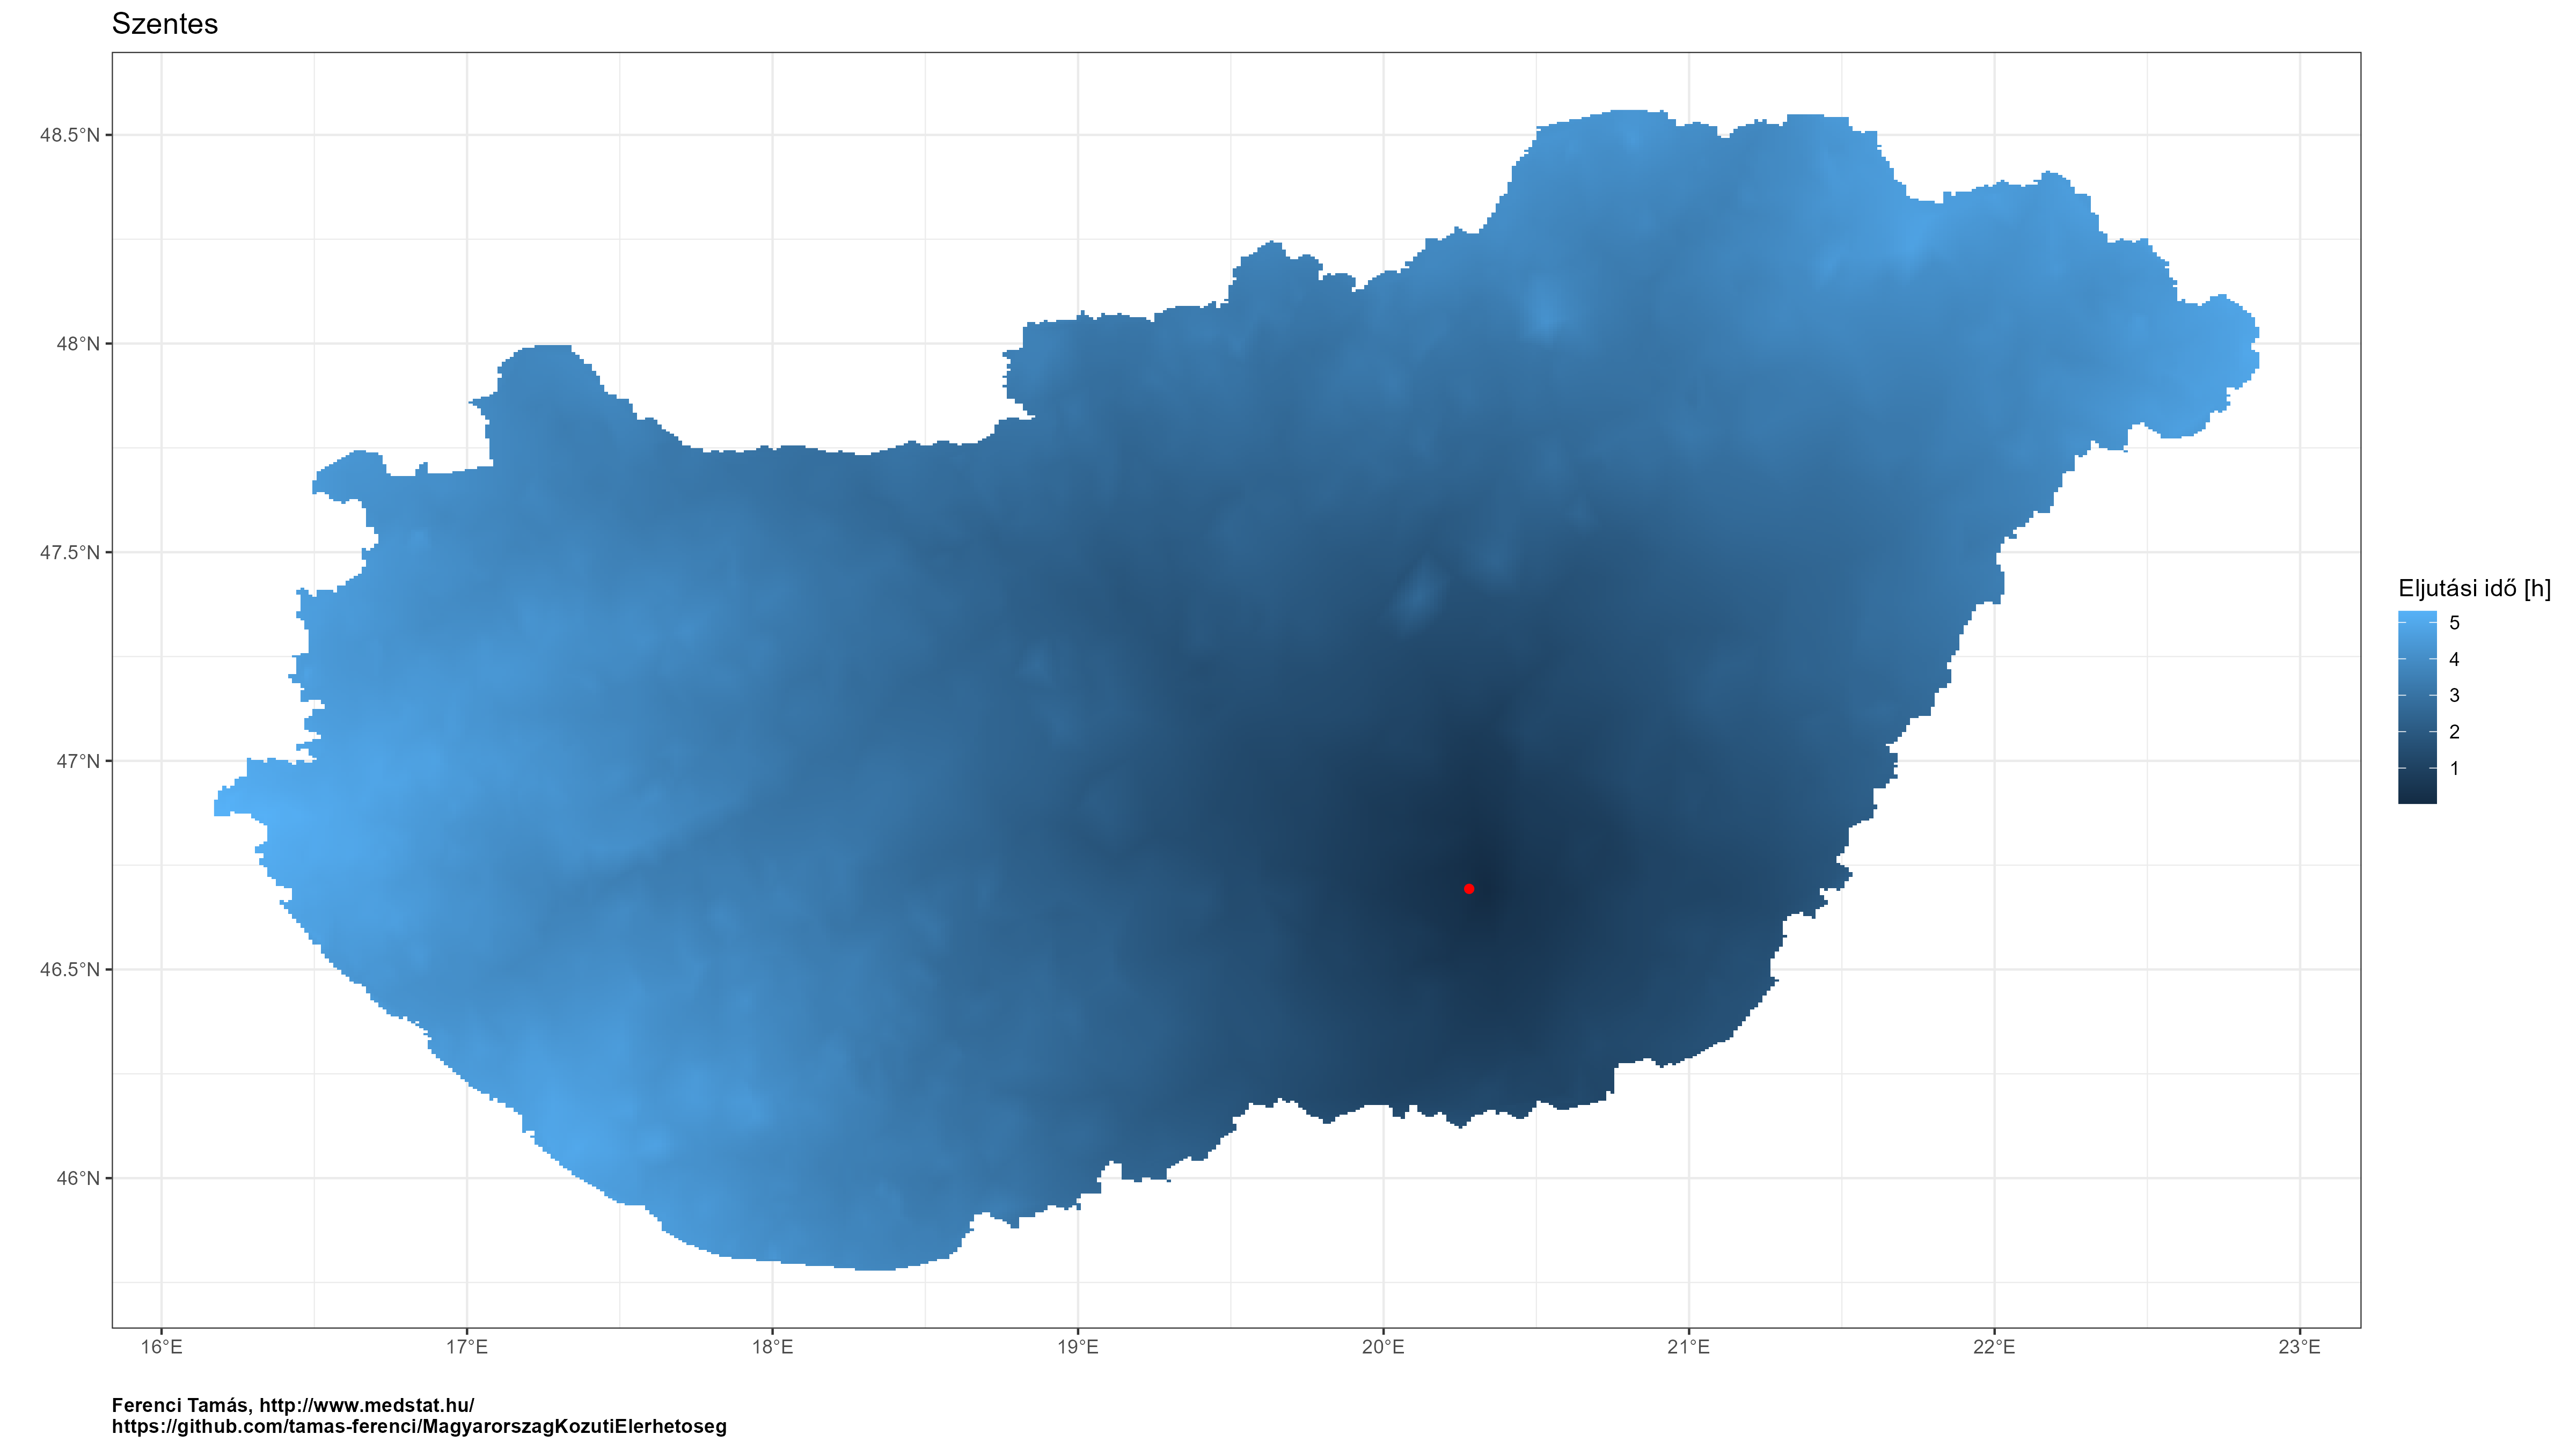 Szentes
48.5°N
48°N
47.5°N
47°N
46.5°N
46°N
16°E
17°E
18°E
19°E
20°E
21°E
22°E
23°E
Eljutási idő [h]
5
4
3
2
1
Ferenci Tamás, http://www.medstat.hu/
https://github.com/tamas-ferenci/MagyarorszagKozutiElerhetoseg